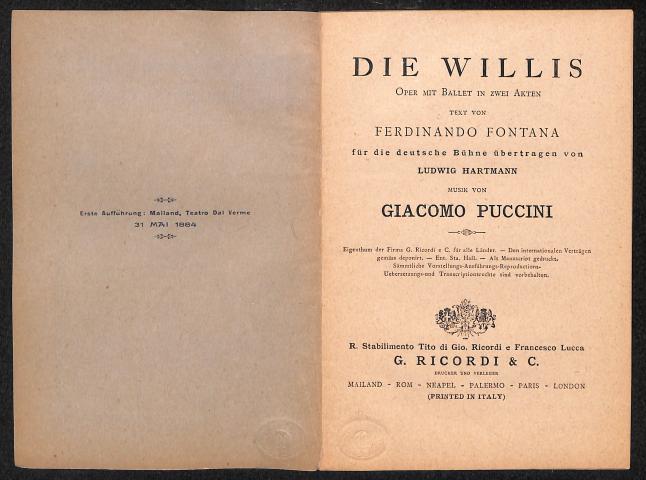 Erste Aufführung: Mailand, Teatro Dal Verme
31 MAI 1884
DIE WILLIS
OPER MIT BALLET IN ZWEI AKTEN
TEXT VON
FERDINANDO FONTANA
für die deutsche Bühne übertragen von
LUDWIG HARTMANN
MUSIK VON
GIACOMO PUCCINI
Eigenthum der Firma G. Ricordi e C. für alle Länder. — Den internationalen Verträgen
gemäss deponirt. — Ent. Sta. Hall. — Als Manuscript gedruckt.
Sämmtliche Vorstellungs-Ausführungs-Reproductions-
Uebersetzungs-und Transcriptionsrechte sind vorbehalten.
R. Stabilimento Tito di Gio. Ricordi e Francesco Lucca
G. RICORDI & C.
DRUCKER UND VERLEGER
MAILAND - ROM - NEAPEL - PALERMO - PARIS - LONDON
(PRINTED IN ITALY)